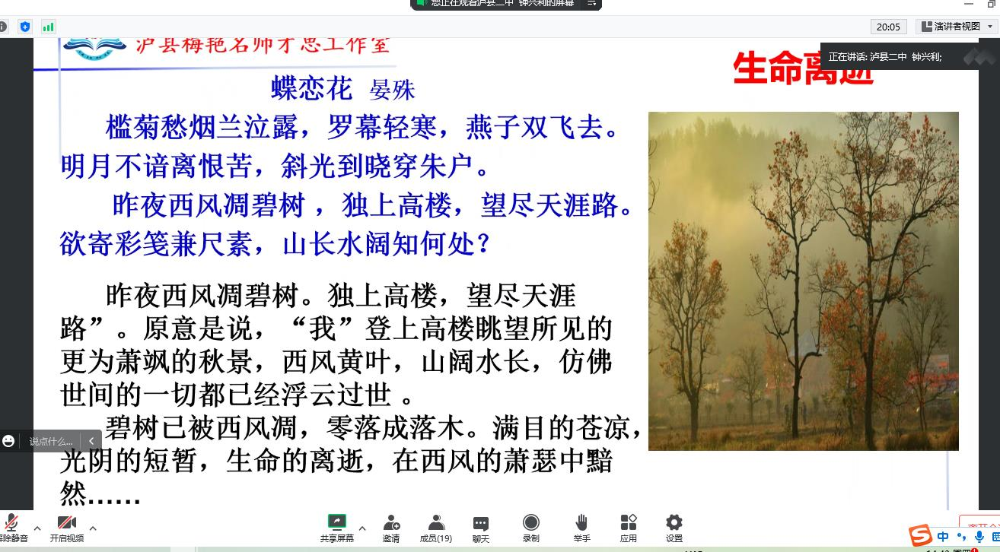 您正在观看泸县二中 钟兴利的屏幕
20:05
演讲者视图
正在讲话: 泸县二中 钟兴利;
泸县梅艳名师才思工作室
生命离逝
蝶恋花 晏殊
槛菊愁烟兰泣露，罗幕轻寒，燕子双飞去。
明月不谙离恨苦，斜光到晓穿朱户。
昨夜西风凋碧树 ，独上高楼，望尽天涯路。
欲寄彩笺兼尺素，山长水阔知何处？
昨夜西风凋碧树。独上高楼，望尽天涯
路”。原意是说，“我”登上高楼眺望所见的
更为萧飒的秋景，西风黄叶，山阔水长，仿佛
世间的一切都已经浮云过世 。
碧树已被西风凋，零落成落木。满目的苍凉，
光阴的短暂，生命的离逝，在西风的萧瑟中黯
然……
说点什么...
解除静音
开启视频
共享屏幕
邀请
成员(19)
聊天
录制
举手
应用
设置
中